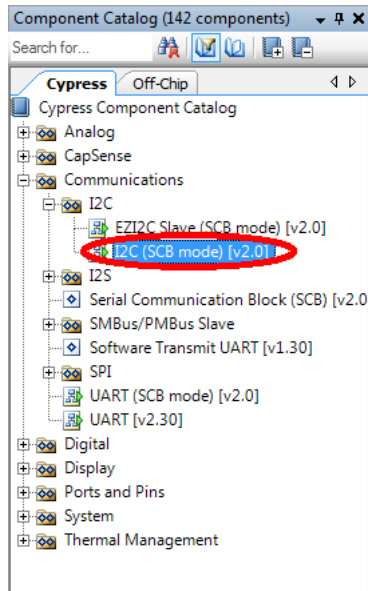 Component Catalog (142 components)
Search for...
Cypress Off-Chip
Cypress Component Catalog
Analog
CapSense
Communications
I2C
EZI2C Slave (SCB mode) [v2.0]
I2C (SCB mode) [v2.0]
I2S
Serial Communication Block (SCB) [v2.0
SMBus/PMBus Slave
Software Transmit UART [v1.30]
SPI
UART (SCB mode) [v2.0]
UART [v2.30]
Digital
Display
Ports and Pins
System
Thermal Management